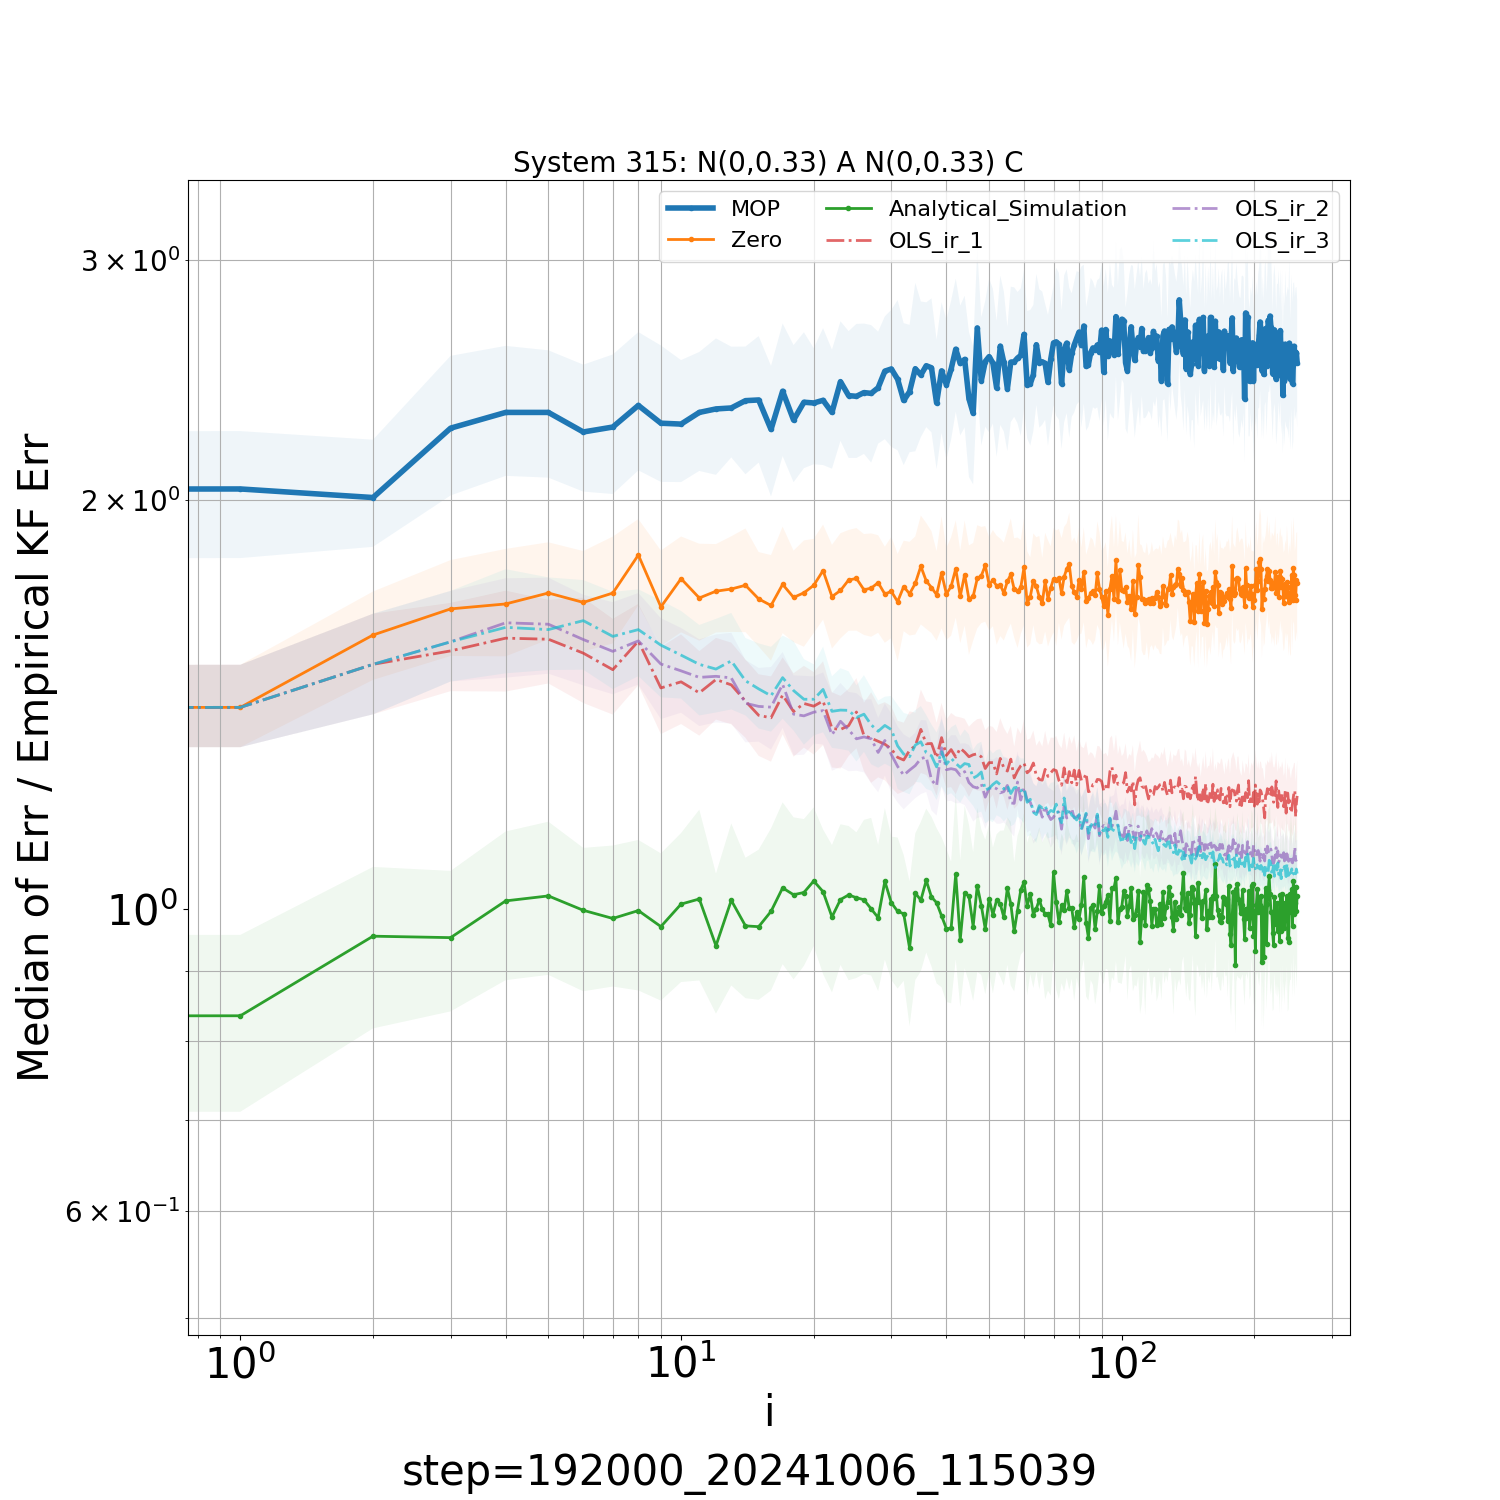 System 315: N(0,0.33) A N(0,0.33) C
MOP
Zero
Analytical_Simulation
OLS_ir_1
OLS_ir_2
OLS_ir_3
Median of Err / Empirical KF Err
3 × 10⁰
2 × 10⁰
10⁰
6 × 10⁻¹
10⁰ 10¹ 10²
i
step=192000_20241006_115039